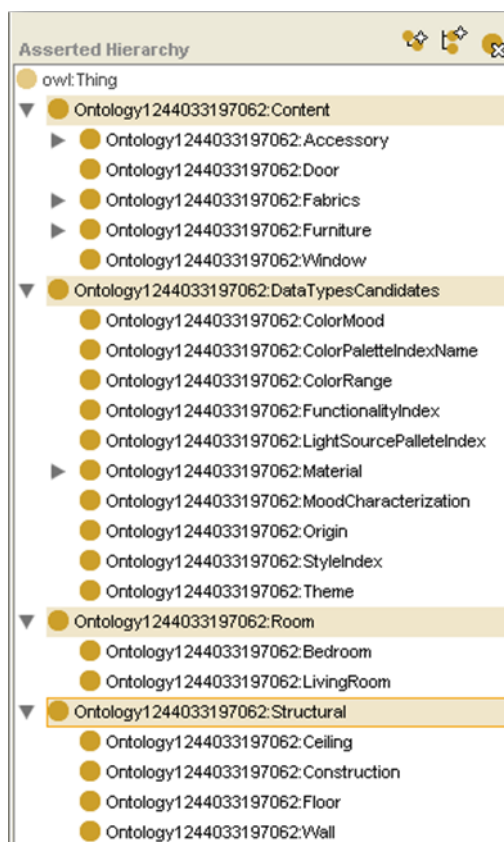 Asserted Hierarchy
owl:Thing
Ontology1244033197062:Content
Ontology1244033197062:Accessory
Ontology1244033197062:Door
Ontology1244033197062:Fabrics
Ontology1244033197062:Furniture
Ontology1244033197062:Window
Ontology1244033197062:DataTypesCandidates
Ontology1244033197062:ColorMood
Ontology1244033197062:ColorPaletteIndexName
Ontology1244033197062:ColorRange
Ontology1244033197062:FunctionalityIndex
Ontology1244033197062:LightSourcePalleteIndex
Ontology1244033197062:Material
Ontology1244033197062:MoodCharacterization
Ontology1244033197062:Origin
Ontology1244033197062:StyleIndex
Ontology1244033197062:Theme
Ontology1244033197062:Room
Ontology1244033197062:Bedroom
Ontology1244033197062:LivingRoom
Ontology1244033197062:Structural
Ontology1244033197062:Ceiling
Ontology1244033197062:Construction
Ontology1244033197062:Floor
Ontology1244033197062:Wall